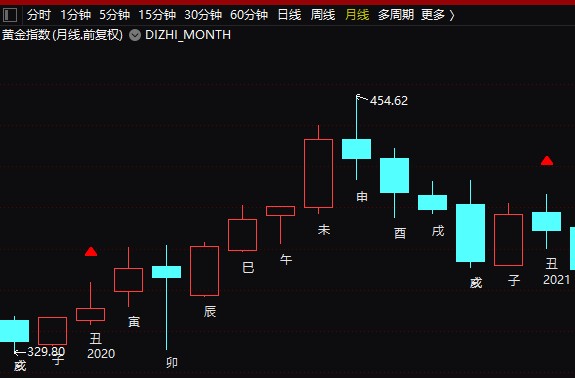 分时 1分钟 5分钟 15分钟 30分钟 60分钟 日线 周线 月线 多周期 更多 〉
黄金指数(月线.前复权) DIZHI_MONTH
454.62
申
未
酉
戌
巳
午
子
丑
2021
辰
寅
丑
2020
329.80
子
卯